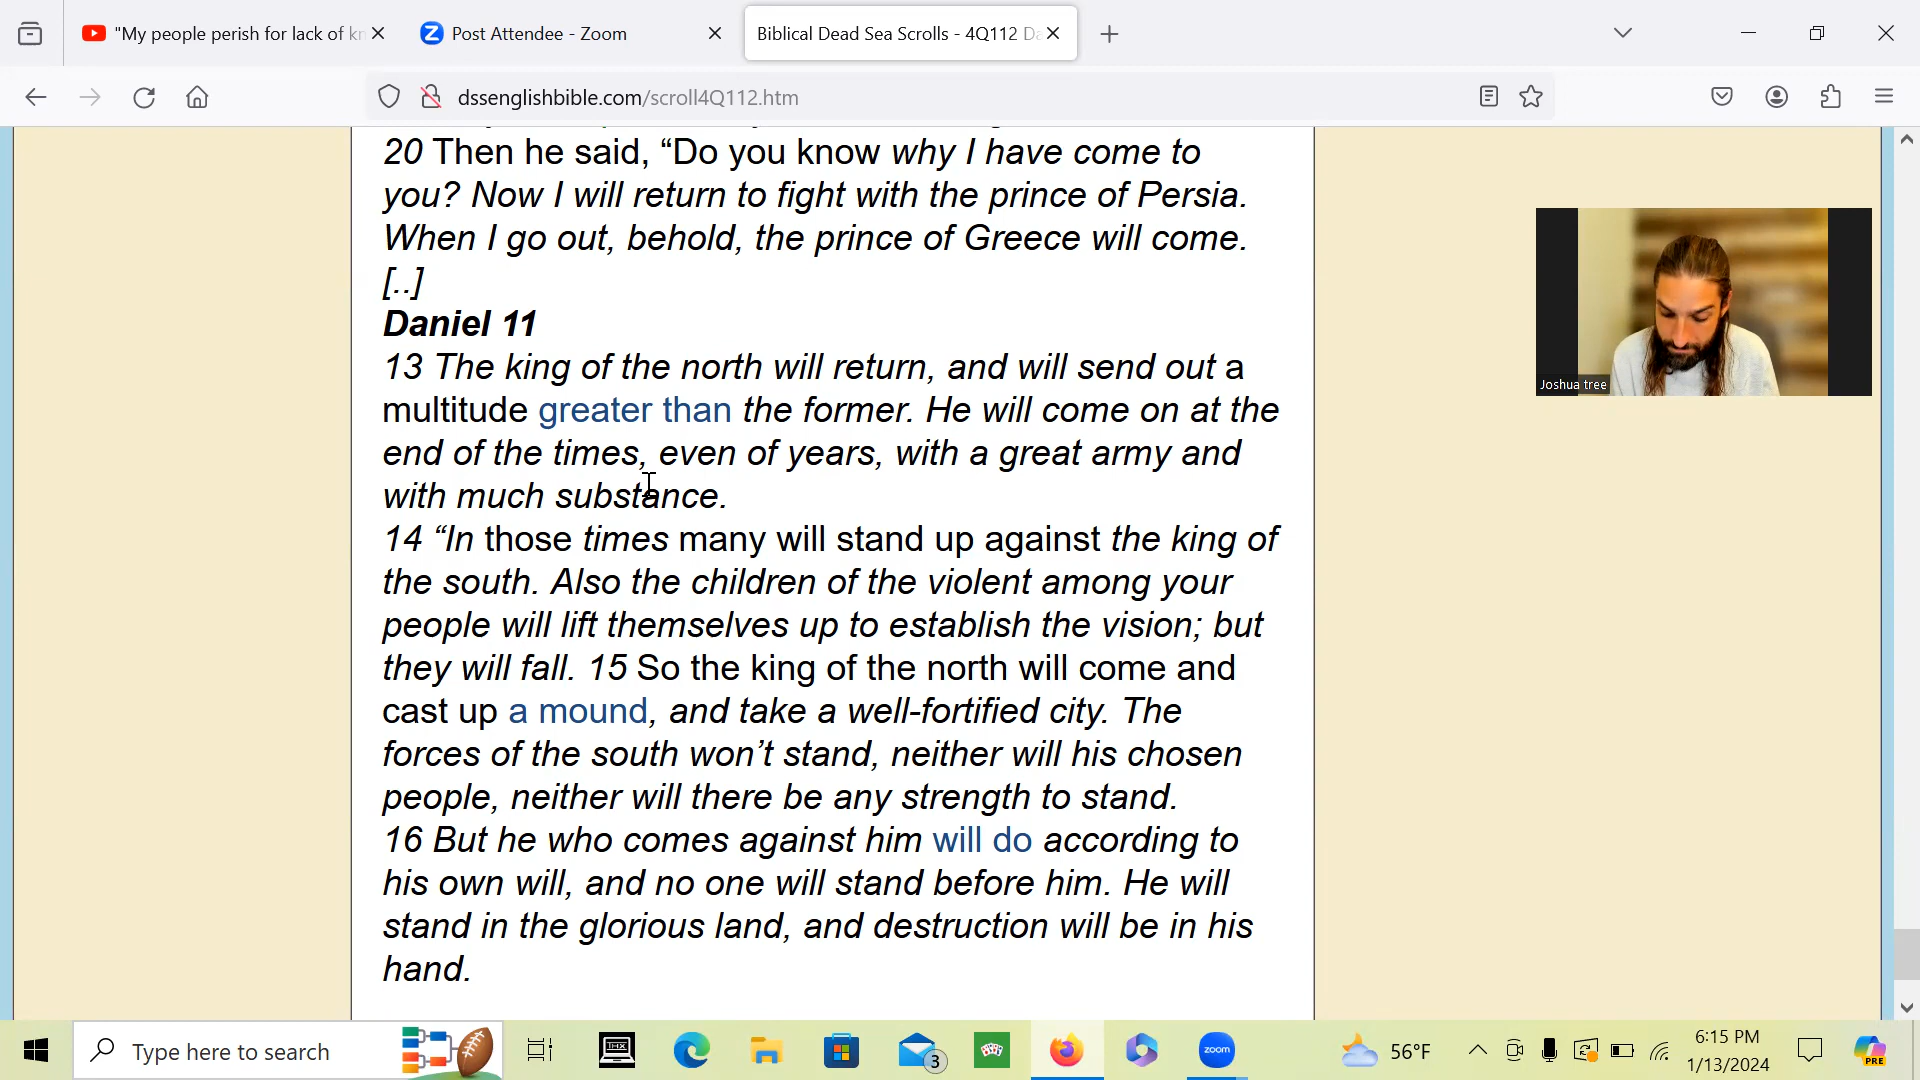 "My people perish for lack of kn
Post Attendee - Zoom
Biblical Dead Sea Scrolls - 4Q112 Da
dssenglishbible.com/scroll4Q112.htm
20 Then he said, “Do you know why I have come to
you? Now I will return to fight with the prince of Persia.
When I go out, behold, the prince of Greece will come.
[..]
Daniel 11
13 The king of the north will return, and will send out a
multitude greater than the former. He will come on at the
end of the times, even of years, with a great army and
with much substance.
14 “In those times many will stand up against the king of
the south. Also the children of the violent among your
people will lift themselves up to establish the vision; but
they will fall. 15 So the king of the north will come and
cast up a mound, and take a well-fortified city. The
forces of the south won’t stand, neither will his chosen
people, neither will there be any strength to stand.
16 But he who comes against him will do according to
his own will, and no one will stand before him. He will
stand in the glorious land, and destruction will be in his
hand.
Joshua tree
Type here to search
THX
3
zoom
56°F
6:15 PM
1/13/2024
PRE